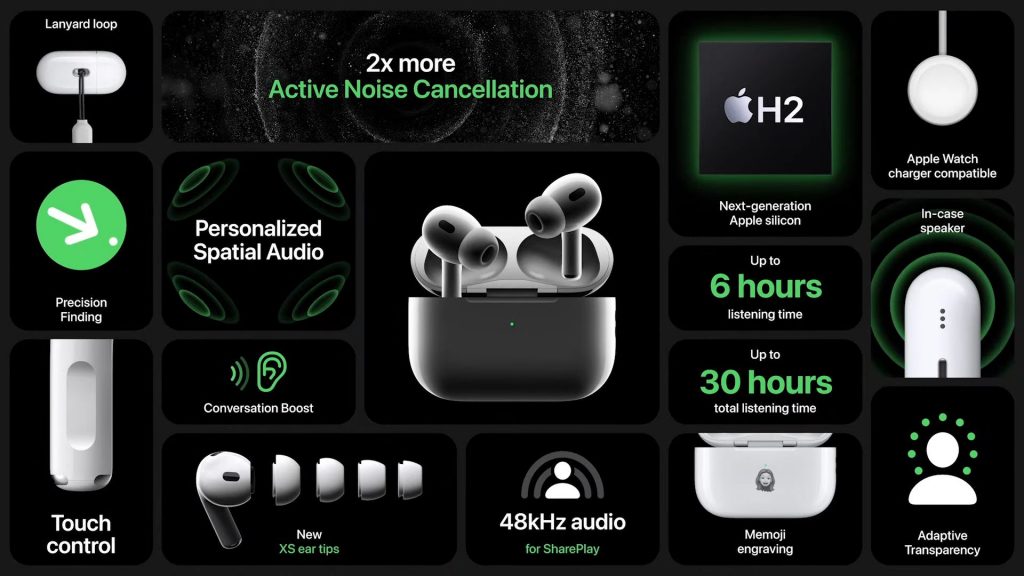 Lanyard loop
2x more
Active Noise Cancellation
H2
Next-generation
Apple silicon
Apple Watch
charger compatible
Precision
Finding
Personalized
Spatial Audio
Up to
6 hours
listening time
In-case
speaker
Touch
control
Conversation Boost
Up to
30 hours
total listening time
New
XS ear tips
48kHz audio
for SharePlay
Memoji
engraving
Adaptive
Transparency